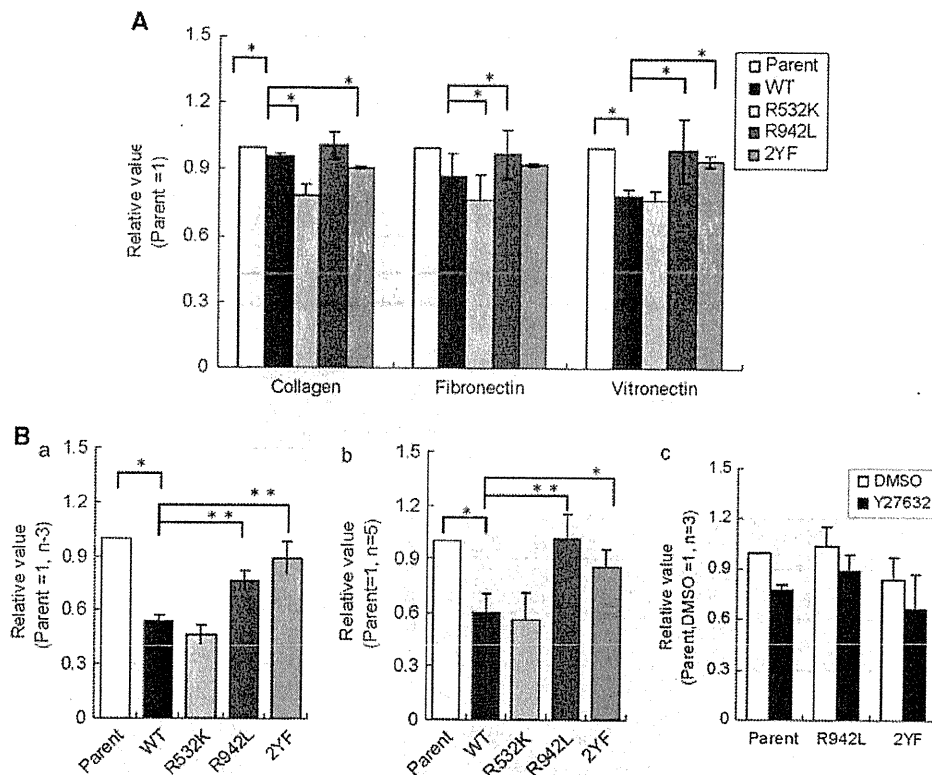 A
1.5
1.2
0.9
0.6
0.3
0
Relative value
(Parent =1)
*
*
*
*
*
*
*
*
Parent
WT
R532K
R942L
2YF
Collagen
Fibronectin
Vitronectin
B
a
1.5
1.2
0.9
0.6
0.3
0
Relative value
(Parent =1, n-3)
*
**
**
Parent
WT
R532K
R942L
2YF
b
1.5
1.2
0.9
0.6
0.3
0
Relative value
(Parent=1, n=5)
*
**
*
Parent
WT
R532K
R942L
2YF
c
1.5
1.2
0.9
0.6
0.3
0
Relative value
(Parent,DMSO =1, n=3)
DMSO
Y27632
Parent
R942L
2YF